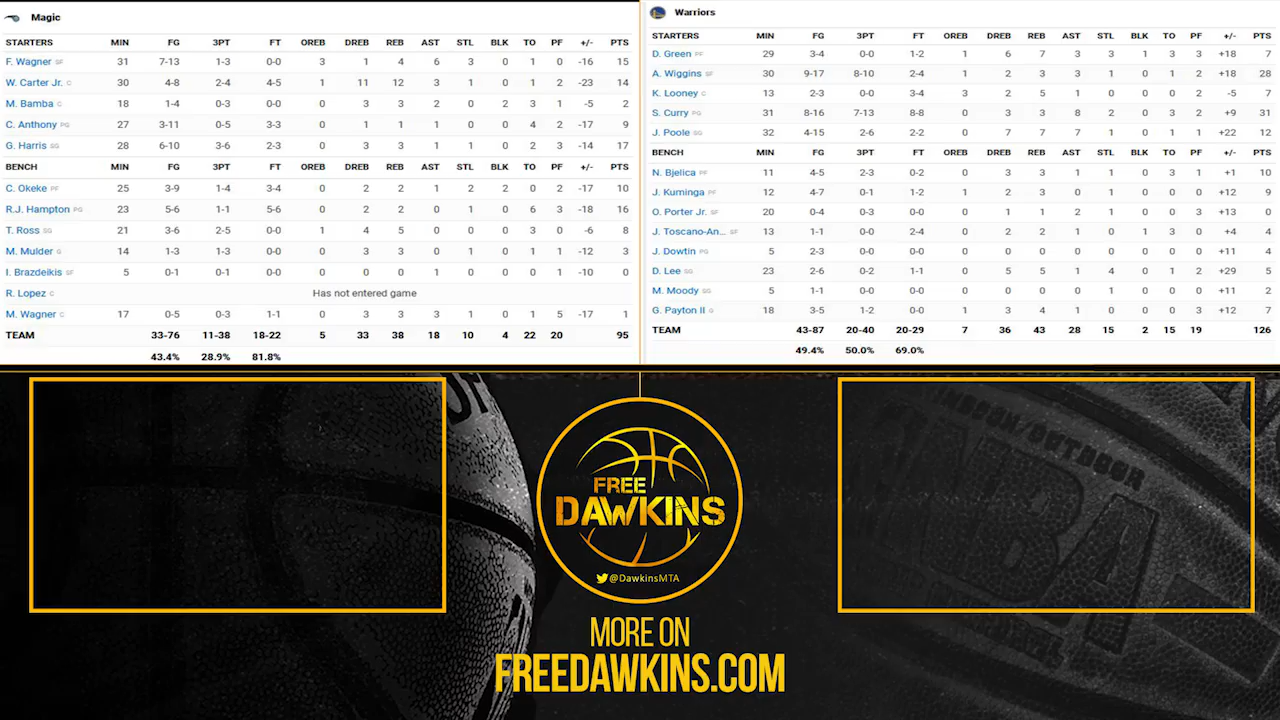 Magic
STARTERS MIN FG 3PT FT OREB DREB REB AST STL BLK TO PF +/- PTS
F. Wagner SF 31 7-13 1-3 0-0 3 1 4 6 3 0 1 0 -16 15
W. Carter Jr. C 30 4-8 2-4 4-5 1 11 12 3 1 0 1 2 -23 14
M. Bamba C 18 1-4 0-3 0-0 0 3 3 2 0 2 3 1 -5 2
C. Anthony PG 27 3-11 0-5 3-3 0 1 1 1 0 0 4 2 -17 9
G. Harris SG 28 6-10 3-6 2-3 0 3 3 1 1 0 2 3 -14 17
BENCH MIN FG 3PT FT OREB DREB REB AST STL BLK TO PF +/- PTS
C. Okeke PF 25 3-9 1-4 3-4 0 2 2 1 2 2 0 2 -17 10
R.J. Hampton PG 23 5-6 1-1 5-6 0 2 2 0 1 0 6 3 -18 16
T. Ross SG 21 3-6 2-5 0-0 1 4 5 0 0 0 3 0 -6 8
M. Mulder G 14 1-3 1-3 0-0 0 3 3 0 0 0 1 1 -12 3
I. Brazdeikis SF 5 0-1 0-1 0-0 0 0 0 1 0 0 0 1 -10 0
R. Lopez C Has not entered game
M. Wagner C 17 0-5 0-3 1-1 0 3 3 3 1 0 1 5 -17 1
TEAM 33-76 11-38 18-22 5 33 38 18 10 4 22 20 95
43.4% 28.9% 81.8%
Warriors
STARTERS MIN FG 3PT FT OREB DREB REB AST STL BLK TO PF +/- PTS
D. Green PF 29 3-4 0-0 1-2 1 6 7 3 3 1 3 3 +18 7
A. Wiggins SF 30 9-17 8-10 2-4 1 2 3 3 1 0 1 2 +18 28
K. Looney C 13 2-3 0-0 3-4 3 2 5 1 0 0 0 2 -5 7
S. Curry PG 31 8-16 7-13 8-8 0 3 3 8 2 0 3 2 +9 31
J. Poole SG 32 4-15 2-6 2-2 0 7 7 7 1 0 1 3 +22 12
BENCH MIN FG 3PT FT OREB DREB REB AST STL BLK TO PF +/- PTS
N. Bjelica PF 11 4-5 2-3 0-2 0 3 3 1 1 0 3 1 +1 10
J. Kuminga PF 12 4-7 0-1 1-2 1 2 3 0 1 0 0 0 +12 9
O. Porter Jr. SF 20 0-4 0-3 0-0 0 1 1 2 1 0 0 3 +13 0
J. Toscano-An... SF 13 1-1 0-0 2-4 0 2 2 1 0 1 3 0 +4 4
J. Dowtin PG 5 2-3 0-0 0-0 0 0 0 0 0 0 0 0 +11 4
D. Lee SG 23 2-6 0-2 1-1 0 5 5 1 4 0 1 2 +29 5
M. Moody SG 5 1-1 0-0 0-0 0 0 0 0 0 0 0 0 +11 2
G. Payton II G 18 3-5 1-2 0-0 1 3 4 1 1 0 0 3 +12 7
TEAM 43-87 20-40 20-29 7 36 43 28 15 2 15 19 126
49.4% 50.0% 69.0%
INDOOR/OUTDOOR
NBA
FREE
DAWKINS
@DawkinsMTA
MORE ON
FREEDAWKINS.COM